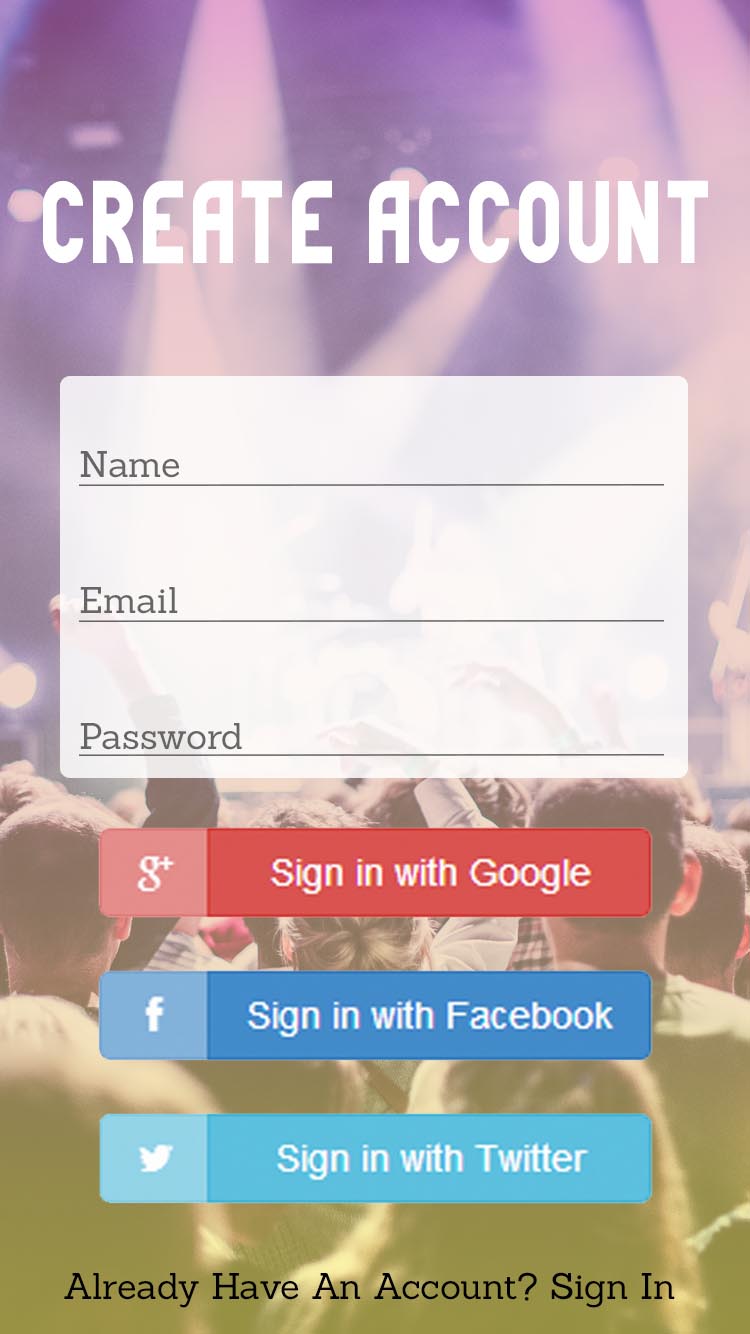 CREATE ACCOUNT
Name
Email
Password
g+ Sign in with Google
f Sign in with Facebook
Sign in with Twitter
Already Have An Account? Sign In